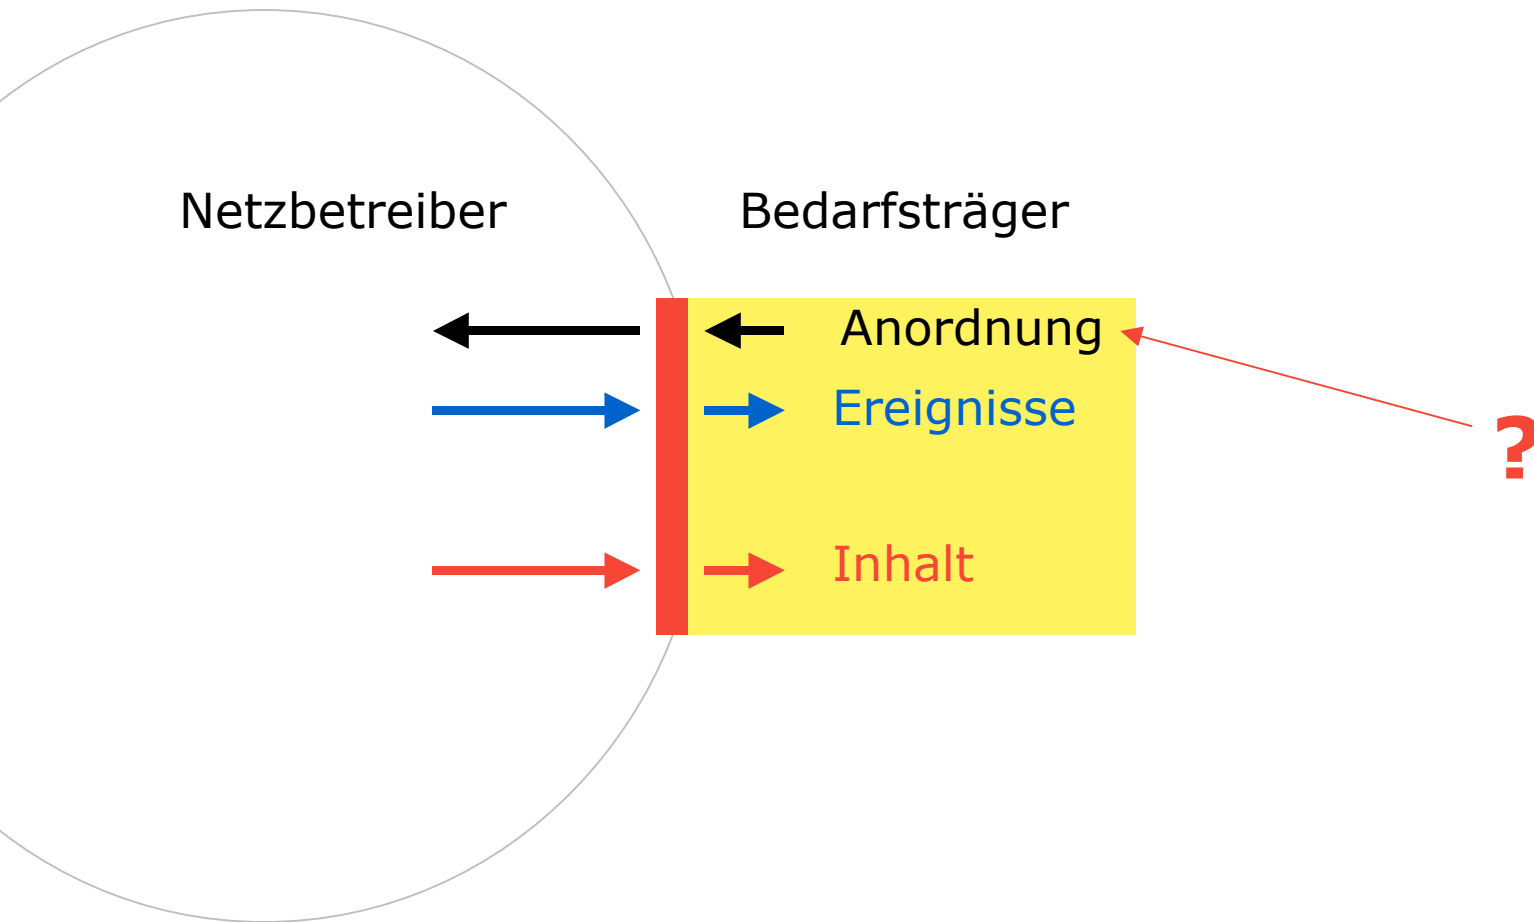 Netzbetreiber Bedarfsträger
Anordnung
Ereignisse
?
Inhalt